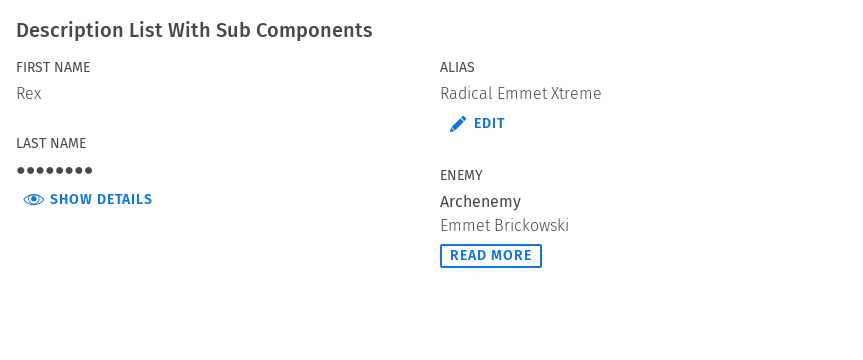 Description List With Sub Components
FIRST NAME
Rex
LAST NAME
●●●●●●●●
SHOW DETAILS
ALIAS
Radical Emmet Xtreme
EDIT
ENEMY
Archenemy
Emmet Brickowski
READ MORE